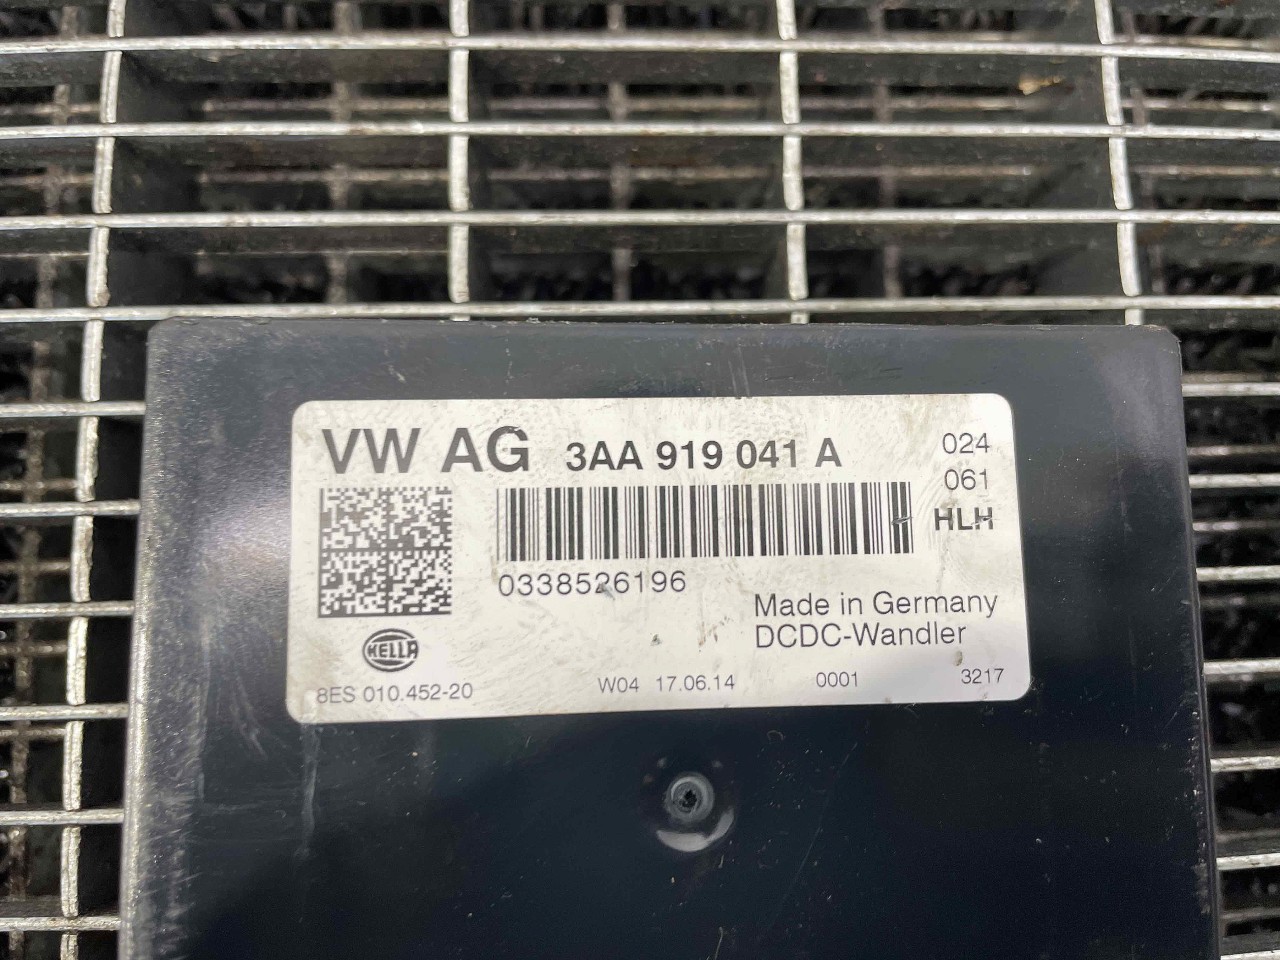 VW AG 3AA 919 041 A
024
061
HLH
0338526196
Made in Germany
DCDC-Wandler
HELLA
8ES 010.452-20 W04 17.06.14 0001 3217